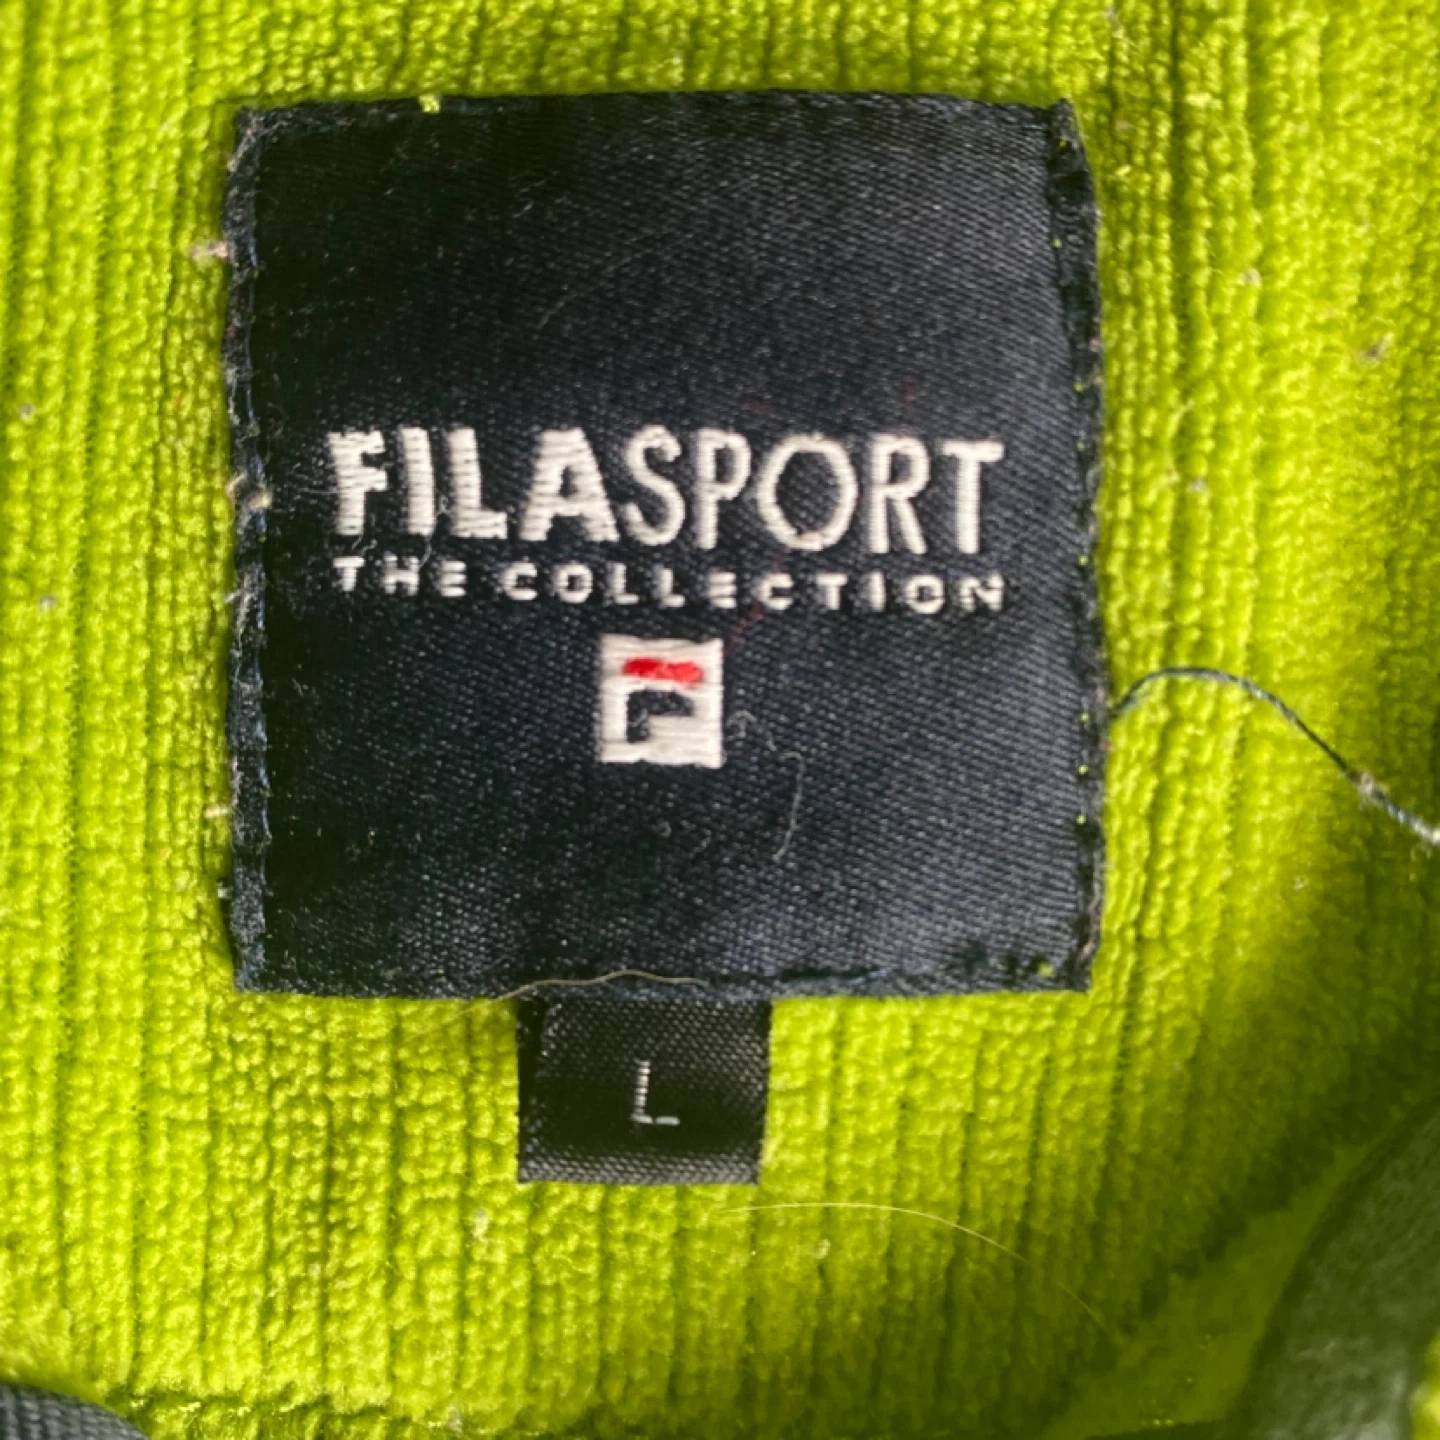 FILASPORT
THE COLLECTION
F
L